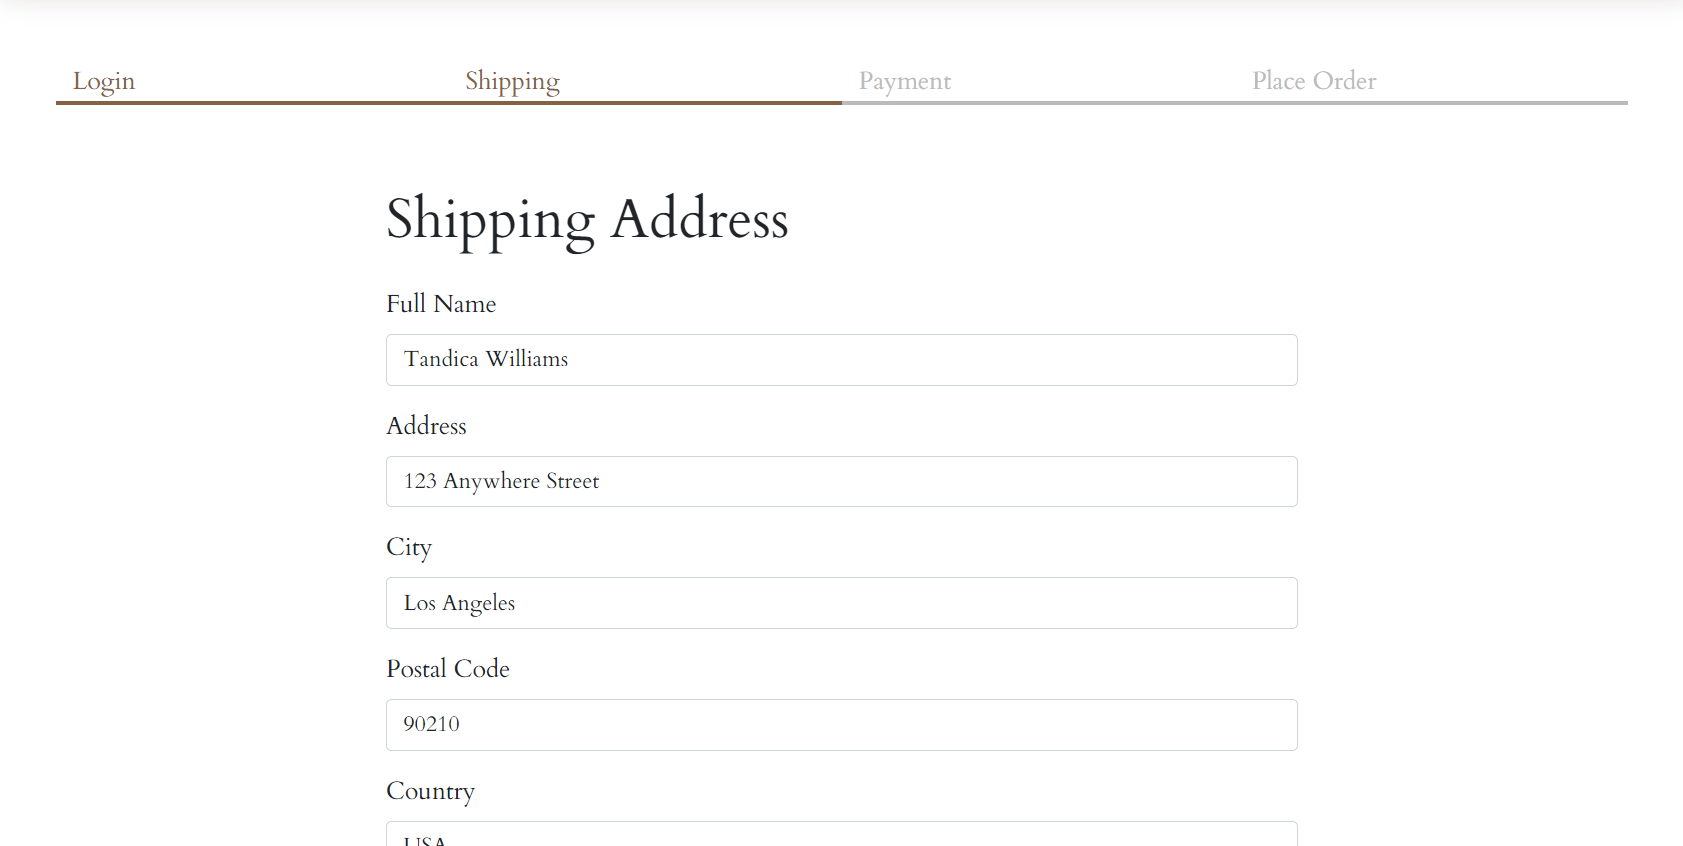 Login Shipping Payment Place Order
Shipping Address
Full Name
Tandica Williams
Address
123 Anywhere Street
City
Los Angeles
Postal Code
90210
Country
USA